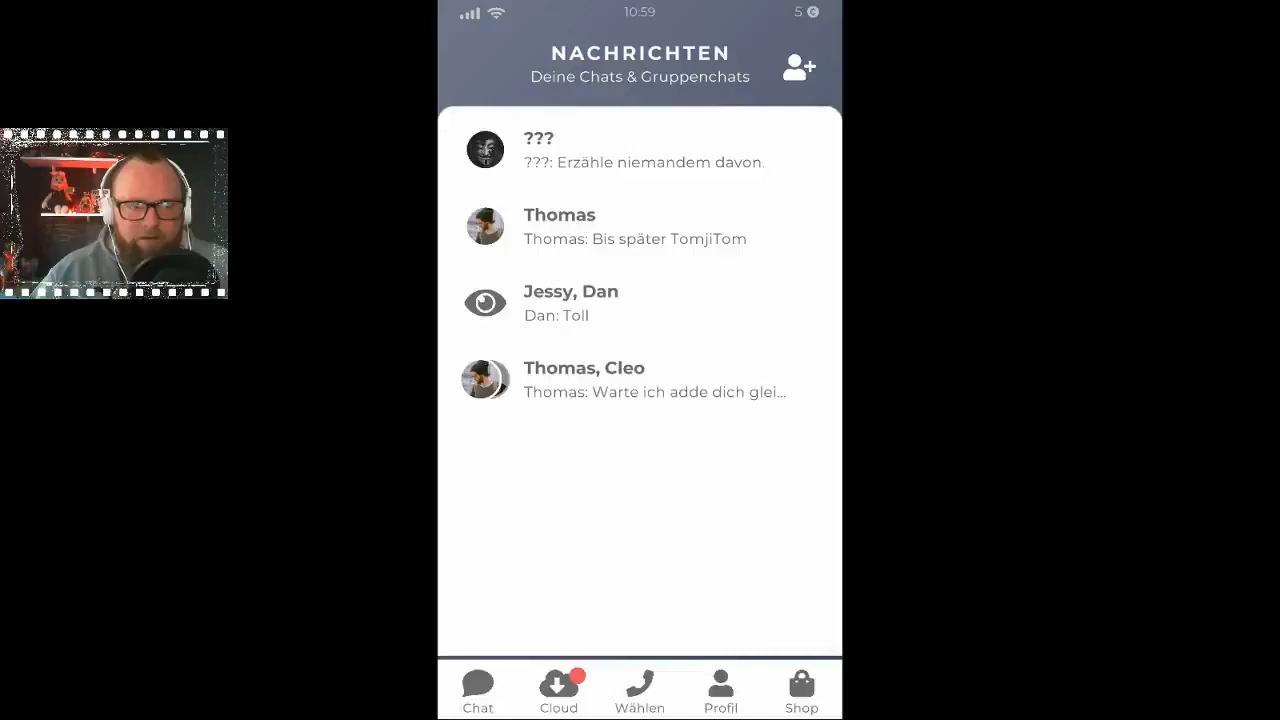 10:59
5
NACHRICHTEN
Deine Chats & Gruppenchats
???
???: Erzähle niemandem davon.
Thomas
Thomas: Bis später TomjiTom
Jessy, Dan
Dan: Toll
Thomas, Cleo
Thomas: Warte ich adde dich glei...
Chat
Cloud
Wählen
Profil
Shop